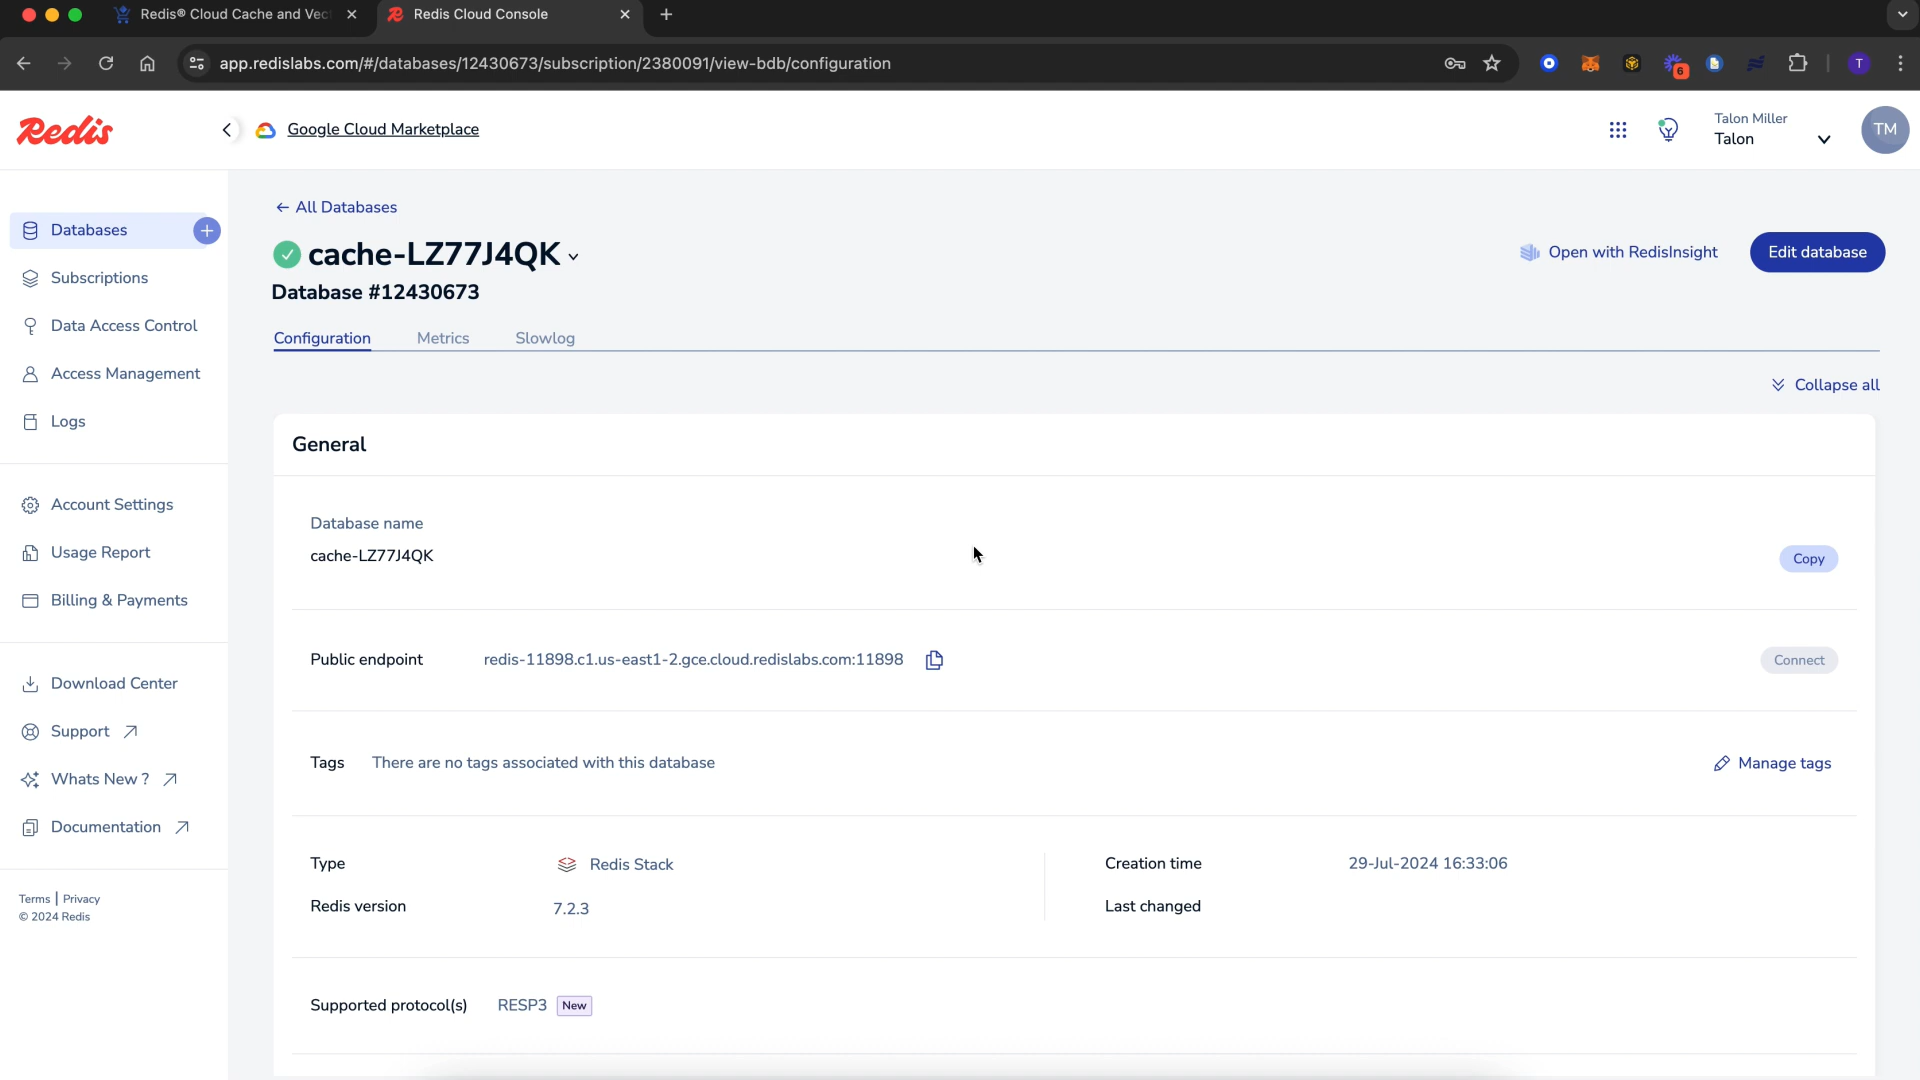 Redis® Cloud Cache and Vec
Redis Cloud Console
app.redislabs.com/#/databases/12430673/subscription/2380091/view-bdb/configuration
6
T
Redis
Google Cloud Marketplace
Talon Miller
Talon
TM
Databases
Subscriptions
Data Access Control
Access Management
Logs
Account Settings
Usage Report
Billing & Payments
Download Center
Support
Whats New ?
Documentation
Terms | Privacy
© 2024 Redis
All Databases
cache-LZ77J4QK
Database #12430673
Open with RedisInsight
Edit database
Configuration Metrics Slowlog
Collapse all
General
Database name
cache-LZ77J4QK
Copy
Public endpoint redis-11898.c1.us-east1-2.gce.cloud.redislabs.com:11898 Connect
Tags There are no tags associated with this database Manage tags
Type Redis Stack Creation time 29-Jul-2024 16:33:06
Redis version 7.2.3 Last changed
Supported protocol(s) RESP3 New